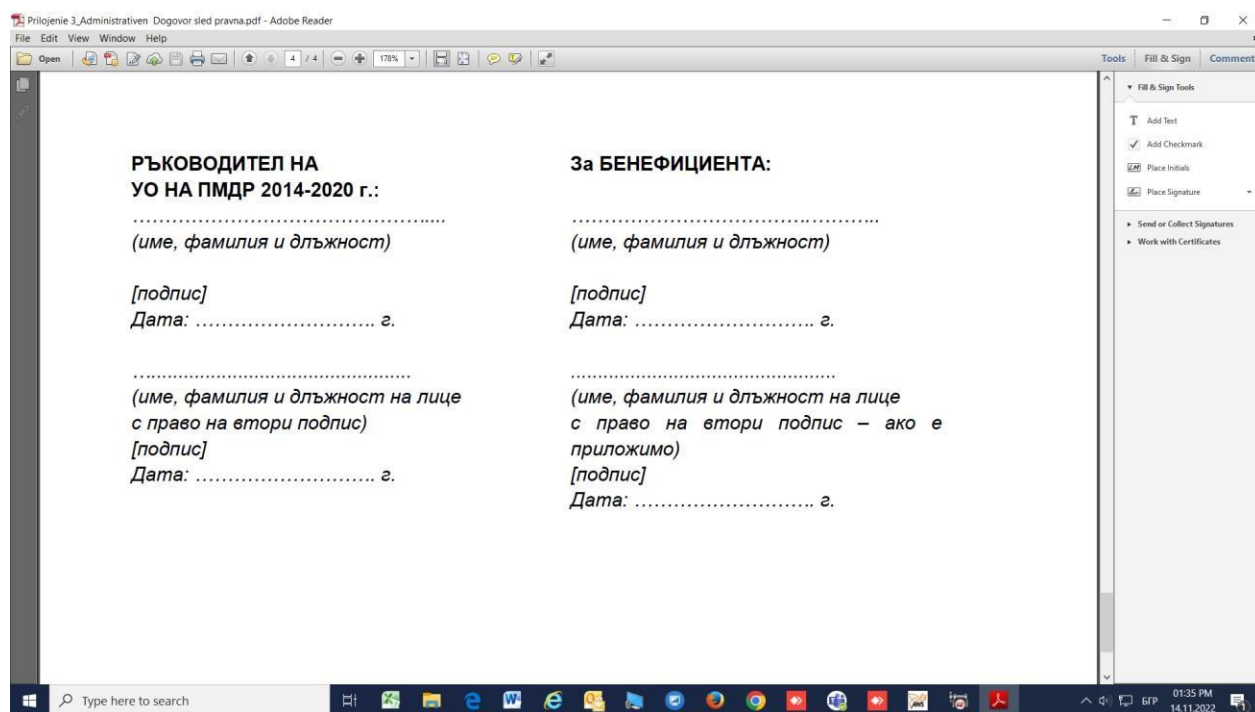 Prilojenie 3_Administrativen Dogovor sled pravna.pdf - Adobe Reader
File Edit View Window Help
Open 4 / 4 178% Tools Fill & Sign Comment
Fill & Sign Tools
T Add Text
Add Checkmark
Place Initials
Place Signature
Send or Collect Signatures
Work with Certificates
РЪКОВОДИТЕЛ НА
УО НА ПМДР 2014-2020 г.:
……………………………………….....
(име, фамилия и длъжност)
[подпис]
Дата: ………………………. г.
….............................................
(име, фамилия и длъжност на лице
с право на втори подпис)
[подпис]
Дата: ………………………. г.
За БЕНЕФИЦИЕНТА:
……………………………….………..
(име, фамилия и длъжност)
[подпис]
Дата: ………………………. г.
..............................................
(име, фамилия и длъжност на лице
с право на втори подпис – ако е
приложимо)
[подпис]
Дата: ………………………. г.
Type here to search
БГР 01:35 PM
14.11.2022